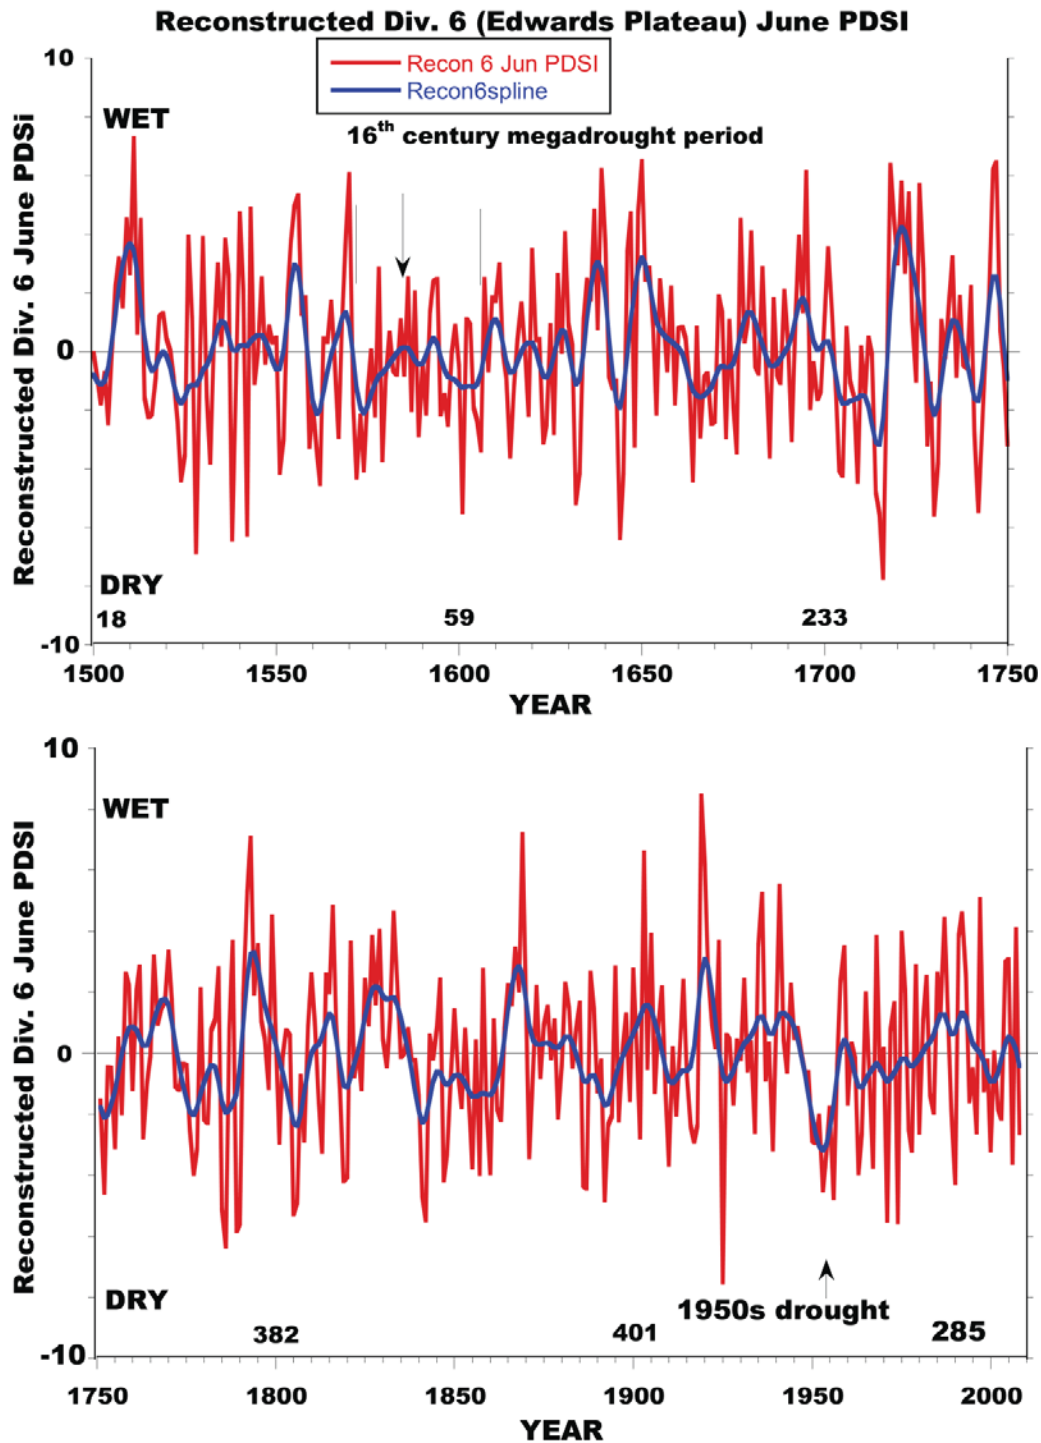 Reconstructed Div. 6 (Edwards Plateau) June PDSI
Recon 6 Jun PDSI
Recon6spline
16th century megadrought period
Reconstructed Div. 6 June PDSi
10
0
-10
WET
DRY
18
59
233
1500
1550
1600
1650
1700
1750
YEAR
Reconstructed Div. 6 June PDSI
10
0
-10
WET
DRY
1950s drought
382
401
285
1750
1800
1850
1900
1950
2000
YEAR